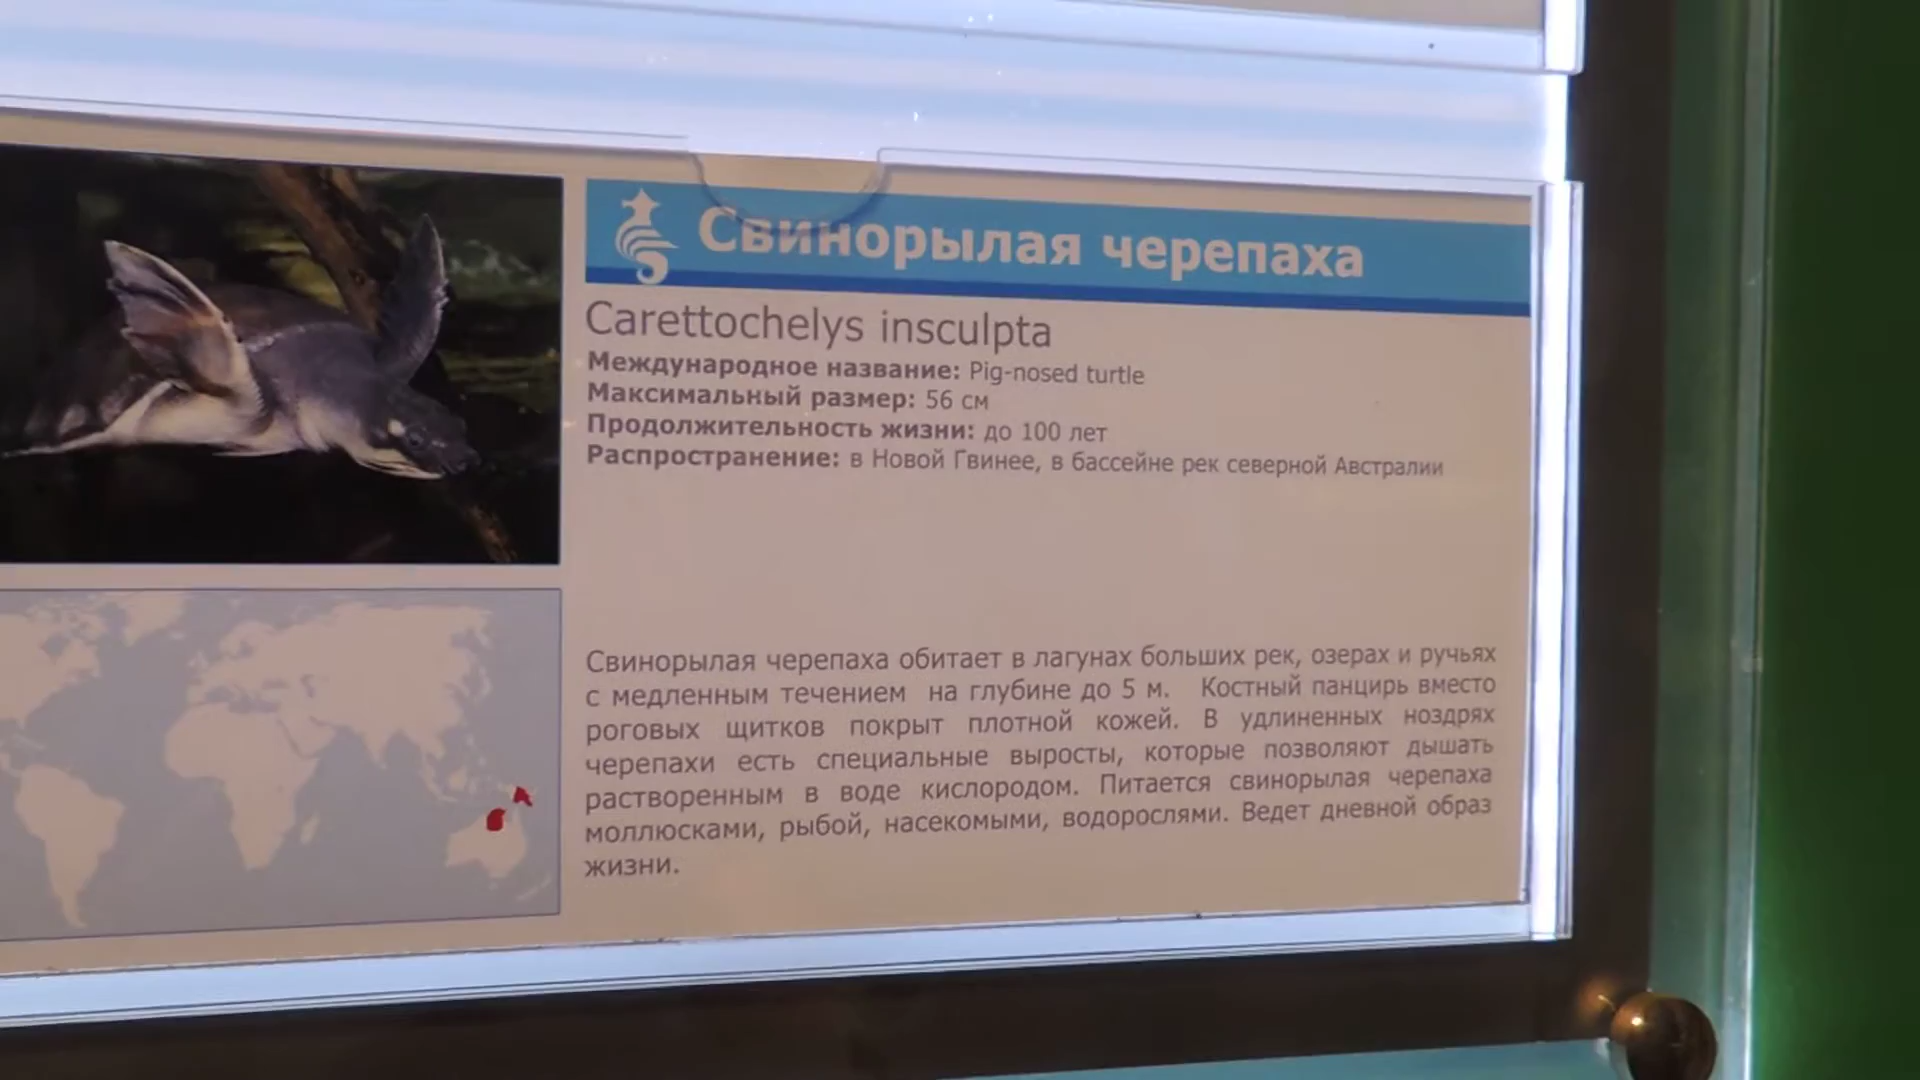 Свинорылая черепаха
Carettochelys insculpta
Международное название: Pig-nosed turtle
Максимальный размер: 56 см
Продолжительность жизни: до 100 лет
Распространение: в Новой Гвинее, в бассейне рек северной Австралии
Свинорылая черепаха обитает в лагунах больших рек, озерах и ручьях
с медленным течением на глубине до 5 м. Костный панцирь вместо
роговых щитков покрыт плотной кожей. В удлиненных ноздрях
черепахи есть специальные выросты, которые позволяют дышать
растворенным в воде кислородом. Питается свинорылая черепаха
моллюсками, рыбой, насекомыми, водорослями. Ведет дневной образ
жизни.